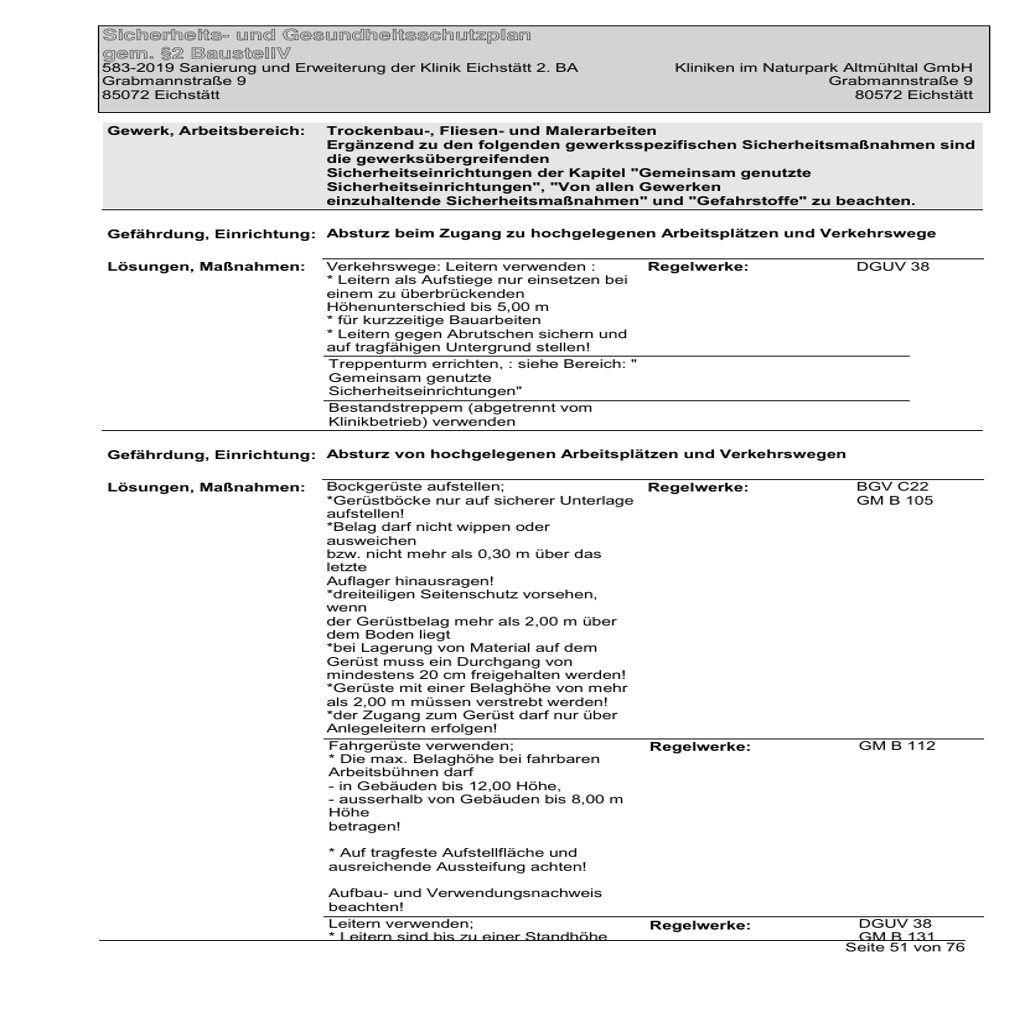 Sicherheits- und Gesundheitsschutzplan
gem. §2 BaustellV
583-2019 Sanierung und Erweiterung der Klinik Eichstätt 2. BA Kliniken im Naturpark Altmühltal GmbH
Grabmannstraße 9 Grabmannstraße 9
85072 Eichstätt 80572 Eichstätt
Gewerk, Arbeitsbereich: Trockenbau-, Fliesen- und Malerarbeiten
Ergänzend zu den folgenden gewerksspezifischen Sicherheitsmaßnahmen sind
die gewerksübergreifenden
Sicherheitseinrichtungen der Kapitel "Gemeinsam genutzte
Sicherheitseinrichtungen", "Von allen Gewerken
einzuhaltende Sicherheitsmaßnahmen" und "Gefahrstoffe" zu beachten.
Gefährdung, Einrichtung: Absturz beim Zugang zu hochgelegenen Arbeitsplätzen und Verkehrswege
Lösungen, Maßnahmen: Verkehrswege: Leitern verwenden : Regelwerke: DGUV 38
* Leitern als Aufstiege nur einsetzen bei
einem zu überbrückenden
Höhenunterschied bis 5,00 m
* für kurzzeitige Bauarbeiten
* Leitern gegen Abrutschen sichern und
auf tragfähigen Untergrund stellen!
Treppenturm errichten, : siehe Bereich: "
Gemeinsam genutzte
Sicherheitseinrichtungen"
Bestandstreppem (abgetrennt vom
Klinikbetrieb) verwenden
Gefährdung, Einrichtung: Absturz von hochgelegenen Arbeitsplätzen und Verkehrswegen
Lösungen, Maßnahmen: Bockgerüste aufstellen; Regelwerke: BGV C22
*Gerüstböcke nur auf sicherer Unterlage GM B 105
aufstellen!
*Belag darf nicht wippen oder
ausweichen
bzw. nicht mehr als 0,30 m über das
letzte
Auflager hinausragen!
*dreiteiligen Seitenschutz vorsehen,
wenn
der Gerüstbelag mehr als 2,00 m über
dem Boden liegt
*bei Lagerung von Material auf dem
Gerüst muss ein Durchgang von
mindestens 20 cm freigehalten werden!
*Gerüste mit einer Belaghöhe von mehr
als 2,00 m müssen verstrebt werden!
*der Zugang zum Gerüst darf nur über
Anlegeleitern erfolgen!
Fahrgerüste verwenden; Regelwerke: GM B 112
* Die max. Belaghöhe bei fahrbaren
Arbeitsbühnen darf
- in Gebäuden bis 12,00 Höhe,
- ausserhalb von Gebäuden bis 8,00 m
Höhe
betragen!
* Auf tragfeste Aufstellfläche und
ausreichende Aussteifung achten!
Aufbau- und Verwendungsnachweis
beachten!
Leitern verwenden; Regelwerke: DGUV 38
* Leitern sind bis zu einer Standhöhe GM B 131
Seite 51 von 76